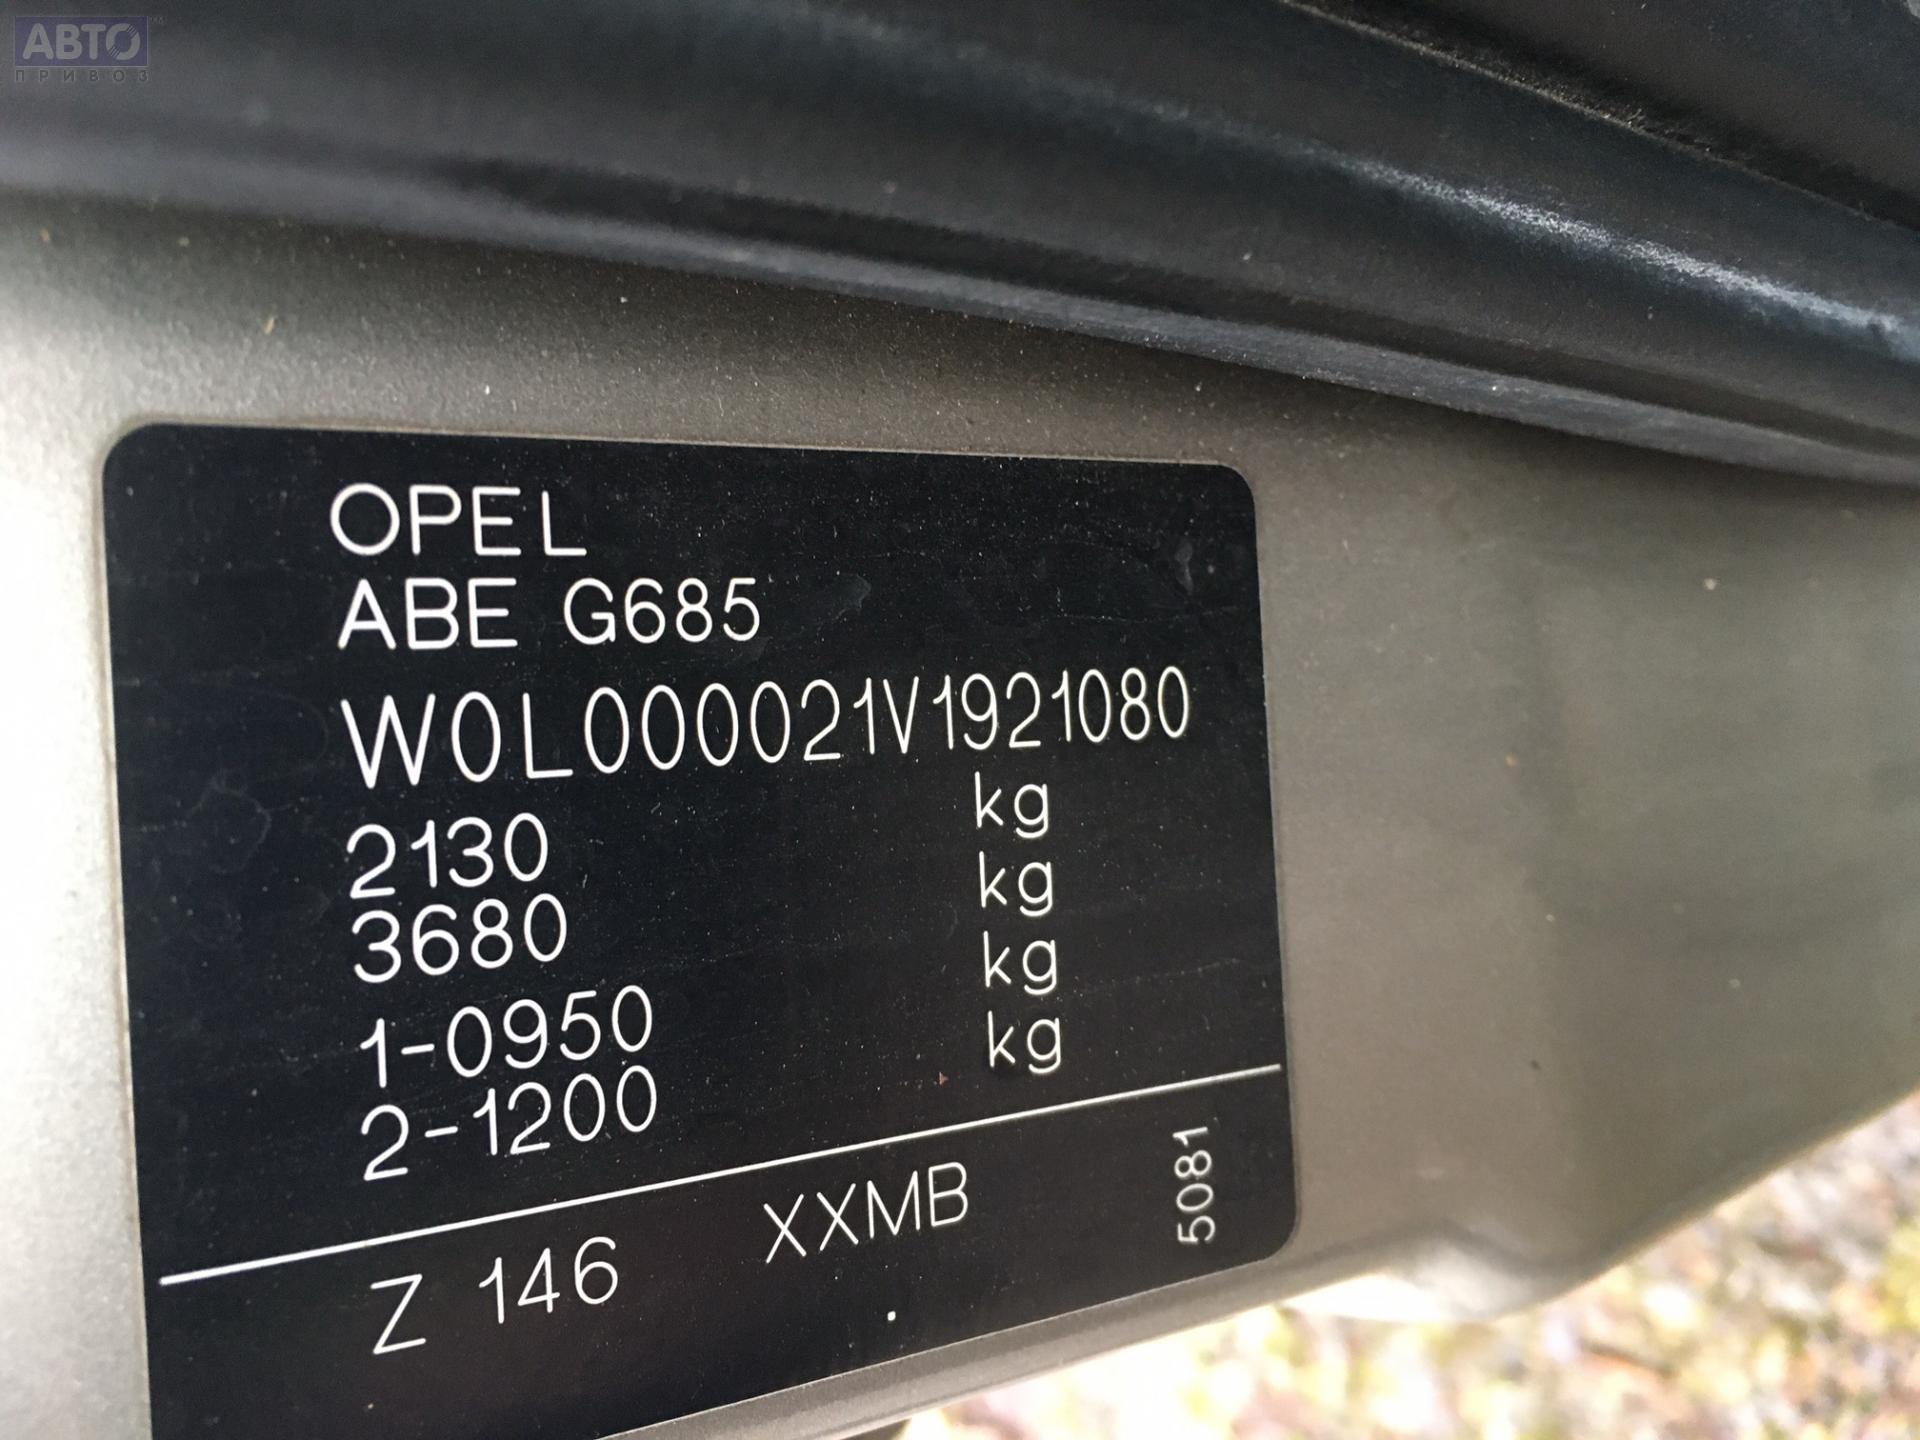 АВТО
ПРИВОЗ
OPEL
ABE G685
W0L000021V1921080
2130 kg
3680 kg
1-0950 kg
2-1200 kg
Z 146 XXMB 5081